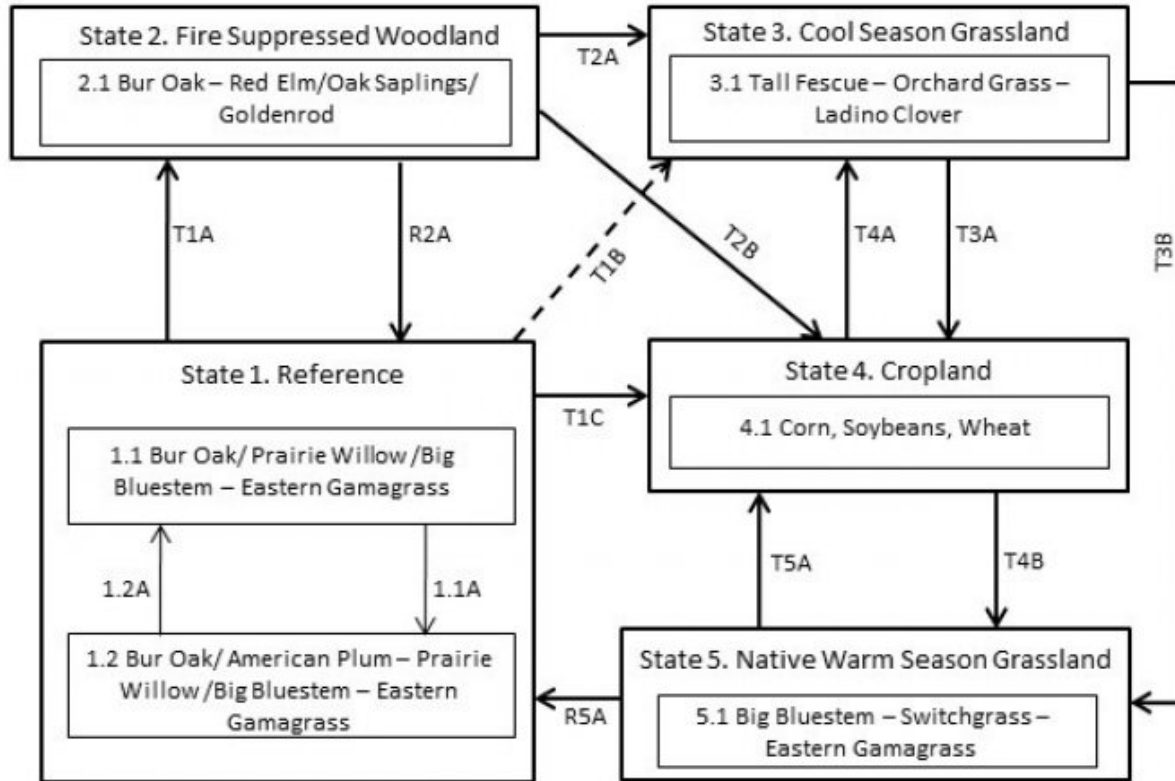 State 2. Fire Suppressed Woodland
2.1 Bur Oak – Red Elm/Oak Saplings/
Goldenrod
T2A
State 3. Cool Season Grassland
3.1 Tall Fescue – Orchard Grass –
Ladino Clover
T1A
R2A
T1B
T2B
T4A
T3A
T3B
State 1. Reference
1.1 Bur Oak/ Prairie Willow /Big
Bluestem – Eastern Gamagrass
1.2A
1.1A
1.2 Bur Oak/ American Plum – Prairie
Willow /Big Bluestem – Eastern
Gamagrass
T1C
State 4. Cropland
4.1 Corn, Soybeans, Wheat
T5A
T4B
R5A
State 5. Native Warm Season Grassland
5.1 Big Bluestem – Switchgrass –
Eastern Gamagrass